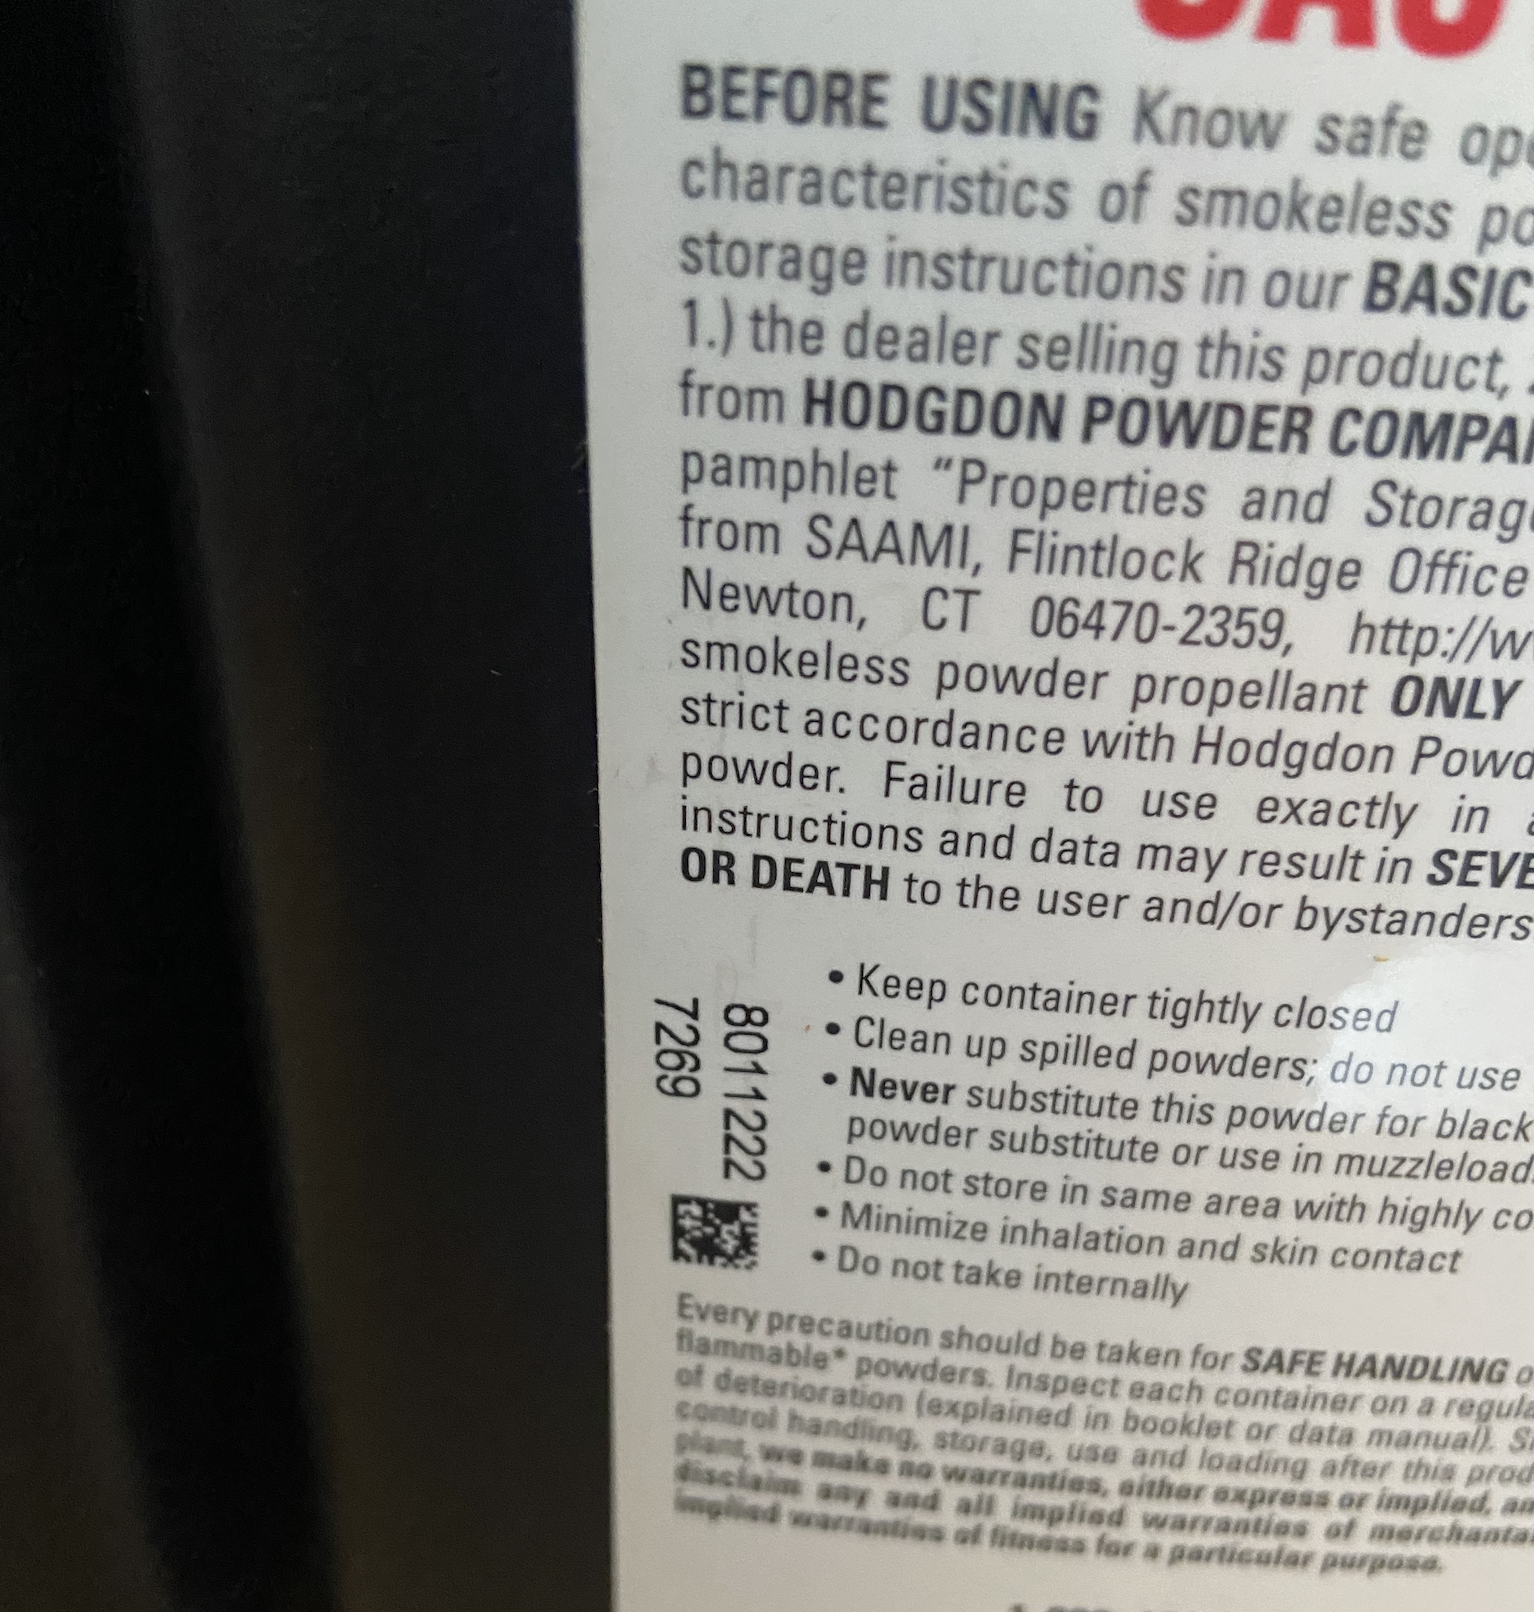 BEFORE USING Know safe
characteristics of smokeless
storage instructions in our BASIC
1.) the dealer selling this product,
from HODGDON POWDER COMPA
pamphlet “Properties and Storag
from SAAMI, Flintlock Ridge Office
Newton, CT 06470-2359, http://w
smokeless powder propellant ONLY
strict accordance with Hodgdon Powd
powder. Failure to use exactly in
instructions and data may result in SEVE
OR DEATH to the user and/or bystanders
• Keep container tightly closed
• Clean up spilled powders; do not use
• Never substitute this powder for black
powder substitute or use in muzzleload
• Do not store in same area with highly co
• Minimize inhalation and skin contact
• Do not take internally
8011222
7269
Every precaution should be taken for SAFE HANDLING o
flammable* powders. Inspect each container on a regula
of deterioration (explained in booklet or data manual). Si
control handling, storage, use and loading after this prod
plant, we make no warranties, either express or implied, an
disclaim any and all implied warranties of merchanta
implied warranties of fitness for a particular purpose.